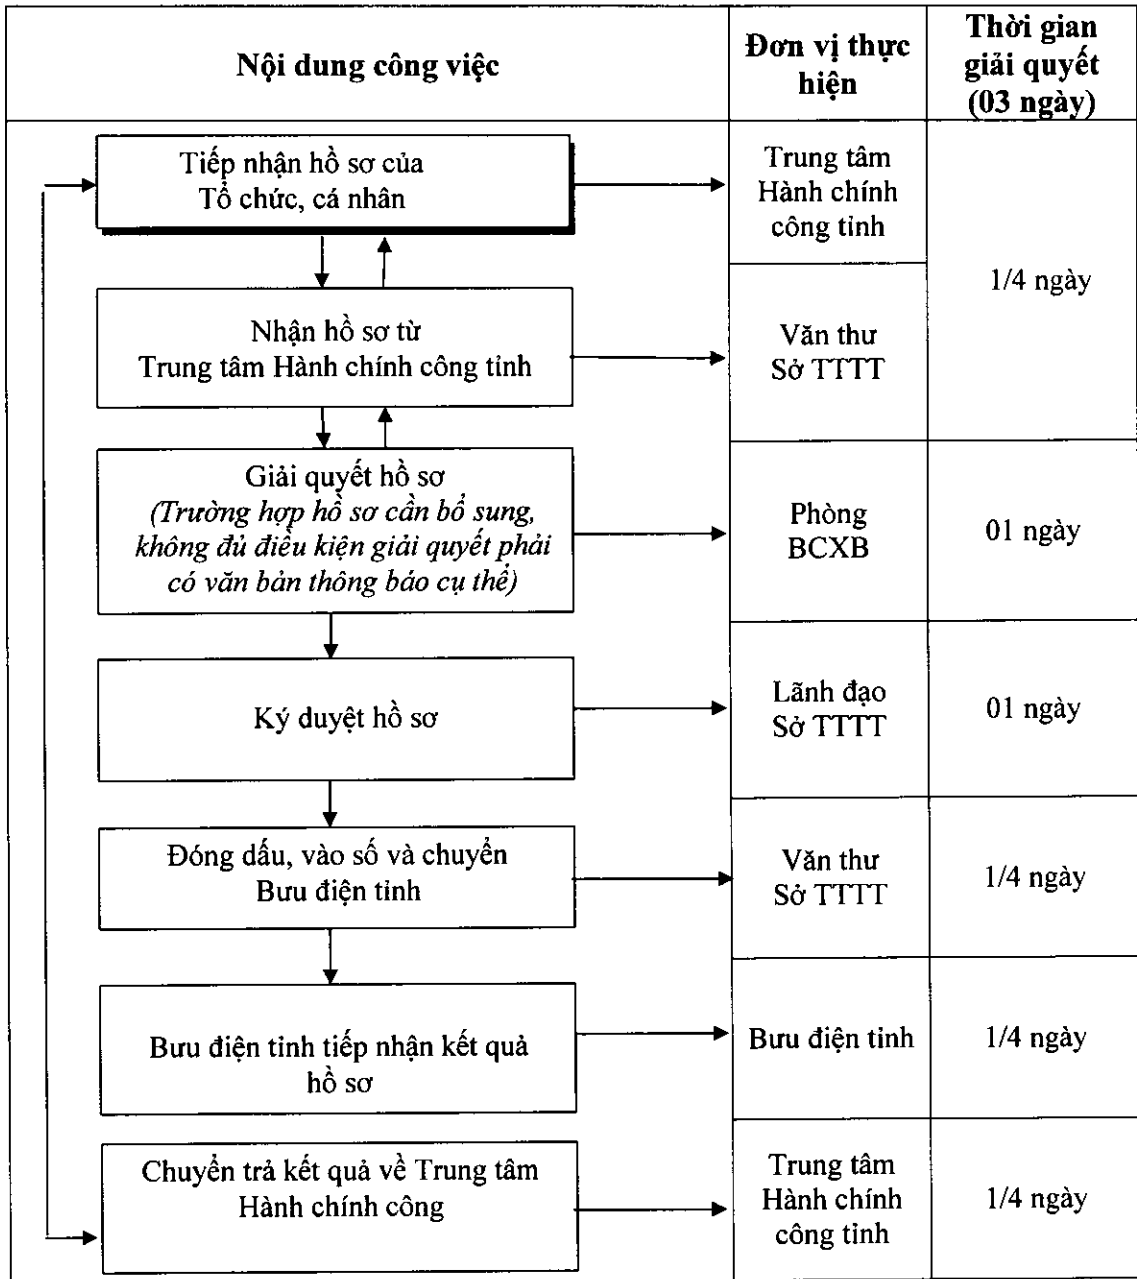 Nội dung công việc
Đơn vị thực
hiện
Thời gian
giải quyết
(03 ngày)
Tiếp nhận hồ sơ của
Tổ chức, cá nhân
Trung tâm
Hành chính
công tỉnh
1/4 ngày
Nhận hồ sơ từ
Trung tâm Hành chính công tỉnh
Văn thư
Sở TTTT
Giải quyết hồ sơ
(Trường hợp hồ sơ cần bổ sung,
không đủ điều kiện giải quyết phải
có văn bản thông báo cụ thể)
Phòng
BCXB
01 ngày
Ký duyệt hồ sơ
Lãnh đạo
Sở TTTT
01 ngày
Đóng dấu, vào số và chuyển
Bưu điện tỉnh
Văn thư
Sở TTTT
1/4 ngày
Bưu điện tỉnh tiếp nhận kết quả
hồ sơ
Bưu điện tỉnh
1/4 ngày
Chuyển trả kết quả về Trung tâm
Hành chính công
Trung tâm
Hành chính
công tỉnh
1/4 ngày